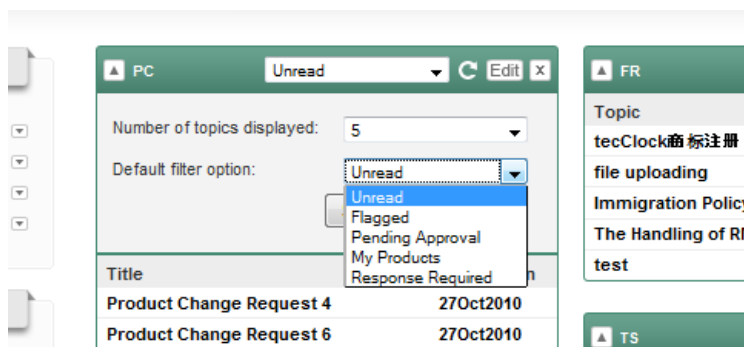 PC Unread Edit x
Number of topics displayed: 5
Default filter option: Unread
Unread
Flagged
Pending Approval
My Products
Response Required
Title
Product Change Request 4 27Oct2010
Product Change Request 6 27Oct2010
FR
Topic
tecClock商标注册
file uploading
Immigration Policy
The Handling of
test
TS